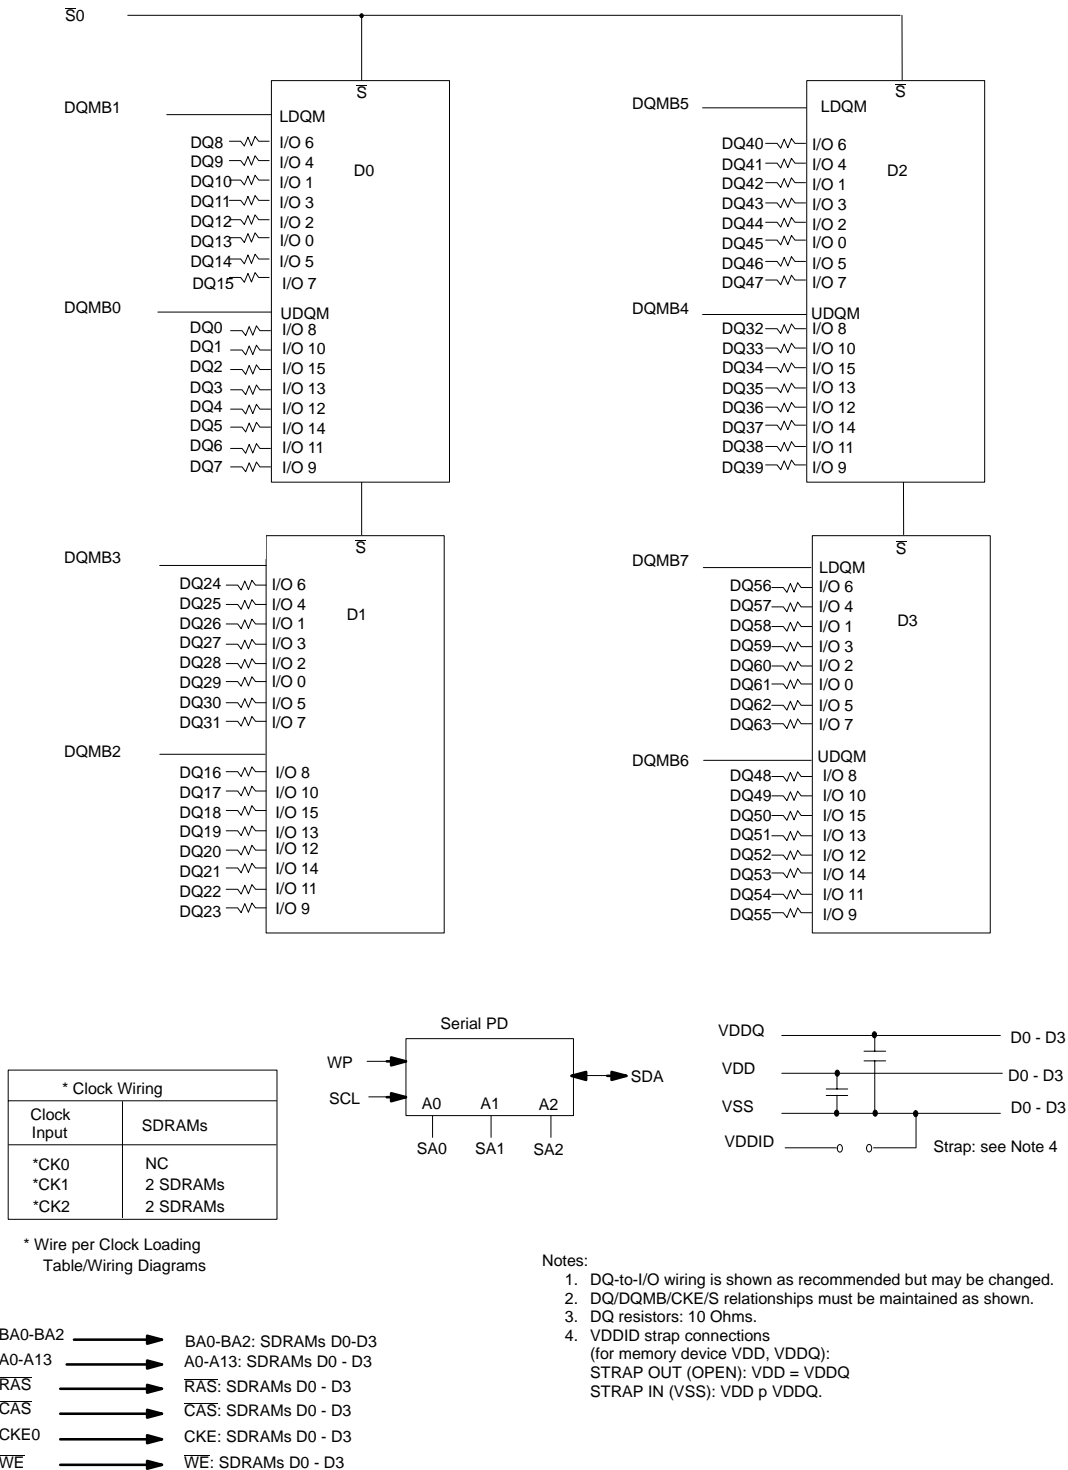 S̅0
S̅
DQMB1
LDQM
D0
DQ8 I/O 6
DQ9 I/O 4
DQ10 I/O 1
DQ11 I/O 3
DQ12 I/O 2
DQ13 I/O 0
DQ14 I/O 5
DQ15 I/O 7
DQMB0
UDQM
DQ0 I/O 8
DQ1 I/O 10
DQ2 I/O 15
DQ3 I/O 13
DQ4 I/O 12
DQ5 I/O 14
DQ6 I/O 11
DQ7 I/O 9
S̅
DQMB5
LDQM
D2
DQ40 I/O 6
DQ41 I/O 4
DQ42 I/O 1
DQ43 I/O 3
DQ44 I/O 2
DQ45 I/O 0
DQ46 I/O 5
DQ47 I/O 7
DQMB4
UDQM
DQ32 I/O 8
DQ33 I/O 10
DQ34 I/O 15
DQ35 I/O 13
DQ36 I/O 12
DQ37 I/O 14
DQ38 I/O 11
DQ39 I/O 9
S̅
DQMB3
D1
DQ24 I/O 6
DQ25 I/O 4
DQ26 I/O 1
DQ27 I/O 3
DQ28 I/O 2
DQ29 I/O 0
DQ30 I/O 5
DQ31 I/O 7
DQMB2
DQ16 I/O 8
DQ17 I/O 10
DQ18 I/O 15
DQ19 I/O 13
DQ20 I/O 12
DQ21 I/O 14
DQ22 I/O 11
DQ23 I/O 9
S̅
DQMB7
LDQM
D3
DQ56 I/O 6
DQ57 I/O 4
DQ58 I/O 1
DQ59 I/O 3
DQ60 I/O 2
DQ61 I/O 0
DQ62 I/O 5
DQ63 I/O 7
DQMB6
UDQM
DQ48 I/O 8
DQ49 I/O 10
DQ50 I/O 15
DQ51 I/O 13
DQ52 I/O 12
DQ53 I/O 14
DQ54 I/O 11
DQ55 I/O 9
* Clock Wiring
Clock Input SDRAMs
*CK0 NC
*CK1 2 SDRAMs
*CK2 2 SDRAMs
* Wire per Clock Loading
Table/Wiring Diagrams
Serial PD
WP
SCL
SDA
A0 A1 A2
SA0 SA1 SA2
VDDQ D0 - D3
VDD D0 - D3
VSS D0 - D3
VDDID Strap: see Note 4
BA0-BA2 BA0-BA2: SDRAMs D0-D3
A0-A13 A0-A13: SDRAMs D0 - D3
R̅A̅S̅ R̅A̅S̅: SDRAMs D0 - D3
C̅A̅S̅ C̅A̅S̅: SDRAMs D0 - D3
CKE0 CKE: SDRAMs D0 - D3
W̅E̅ W̅E̅: SDRAMs D0 - D3
Notes:
1. DQ-to-I/O wiring is shown as recommended but may be changed.
2. DQ/DQMB/CKE/S relationships must be maintained as shown.
3. DQ resistors: 10 Ohms.
4. VDDID strap connections
(for memory device VDD, VDDQ):
STRAP OUT (OPEN): VDD = VDDQ
STRAP IN (VSS): VDD p VDDQ.